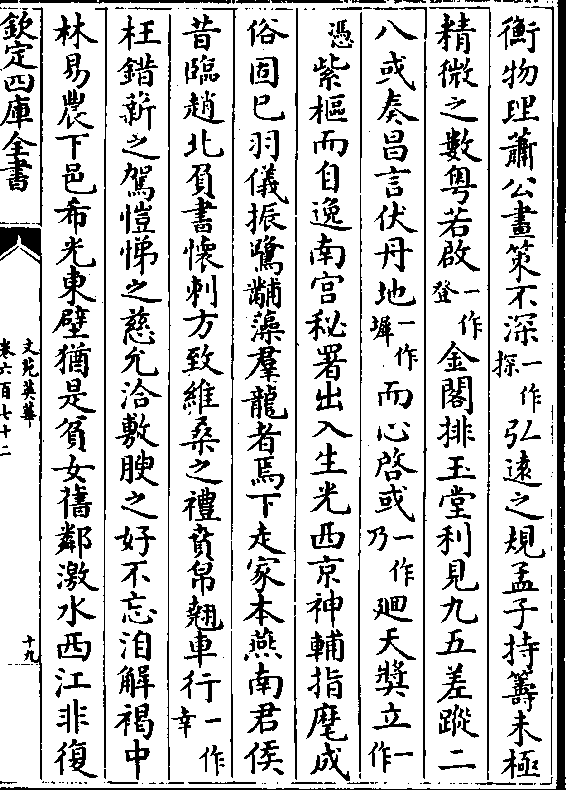 衡物理蕭公畫策不深一作探弘遠之規孟子持籌未極
精微之數粵若啟一作登金閣排玉堂利見九五差蹤二
八或奏昌言伏丹地一作墀而心啓或一作乃廻天奬立一作
憑紫樞而自逸南宫秘署出入生光西京神輔指麾成
俗固已羽儀振鷺黼藻羣龍者焉下走家本燕南君侯
昔臨趙北負書懷刺方致維桑之禮賁帛翹車行一作幸
枉錯薪之駕愷悌之慈允洽敷腴之好不忘洎解褐中
林易農下邑希光東壁猶是貧女舊鄰激水西江非復
欽定四庫全書
文苑英華
卷六百七十二
十九